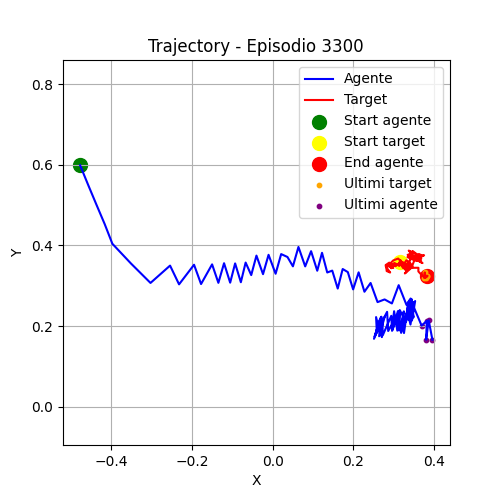 Trajectory - Episodio 3300
Agente
Target
Start agente
Start target
End agente
Ultimi target
Ultimi agente
0.8
0.6
0.4
0.2
0.0
Y
−0.4
−0.2
0.0
0.2
0.4
X